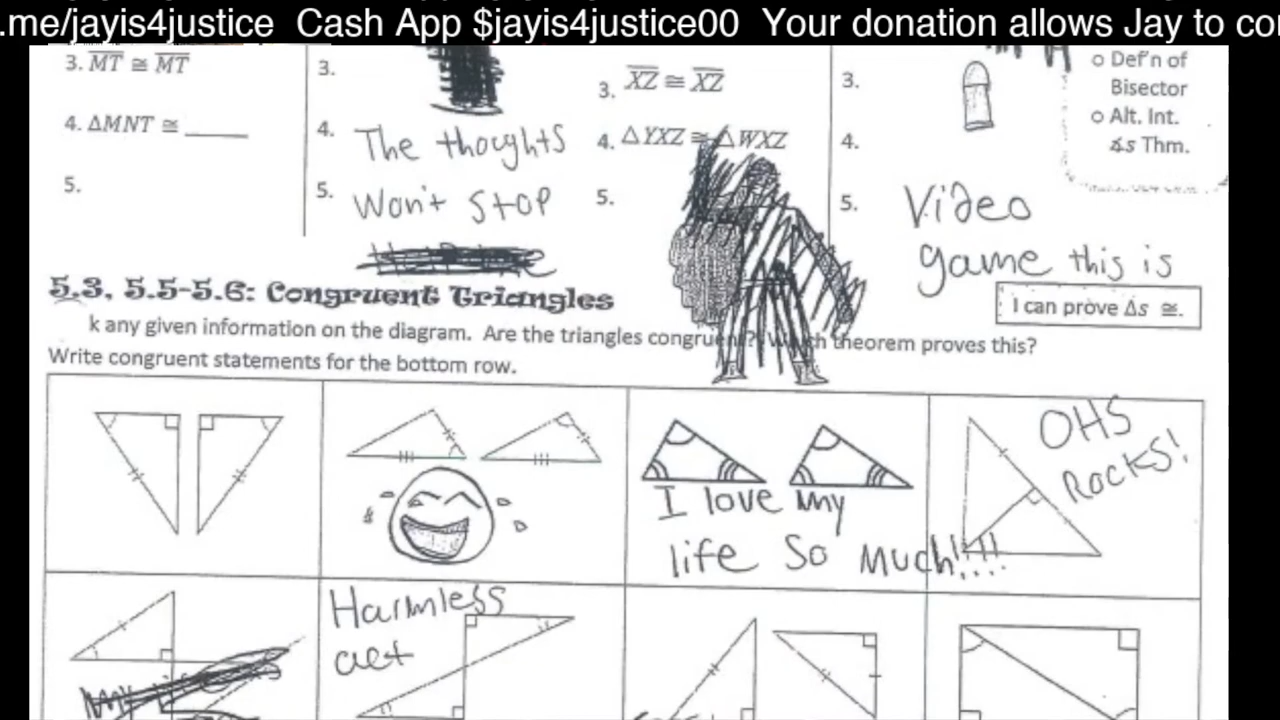 .me/jayis4justice Cash App $jayis4justice00 Your donation allows Jay to co
3. MT ≅ MT
3.
3. XZ ≅ XZ
3.
o Def'n of
Bisector
4. ΔMNT ≅ ____
4. The thoughts
4. ΔYXZ ≅ ΔWXZ
4.
o Alt. Int.
∡s Thm.
5.
5. Won't Stop
5.
5. Video
game this is
5.3, 5.5-5.6: Congruent Triangles
I can prove Δs ≅.
k any given information on the diagram. Are the triangles congruent? Which theorem proves this?
Write congruent statements for the bottom row.
OHS
Rocks!
I love my
life so much!!!!
Harmless
act